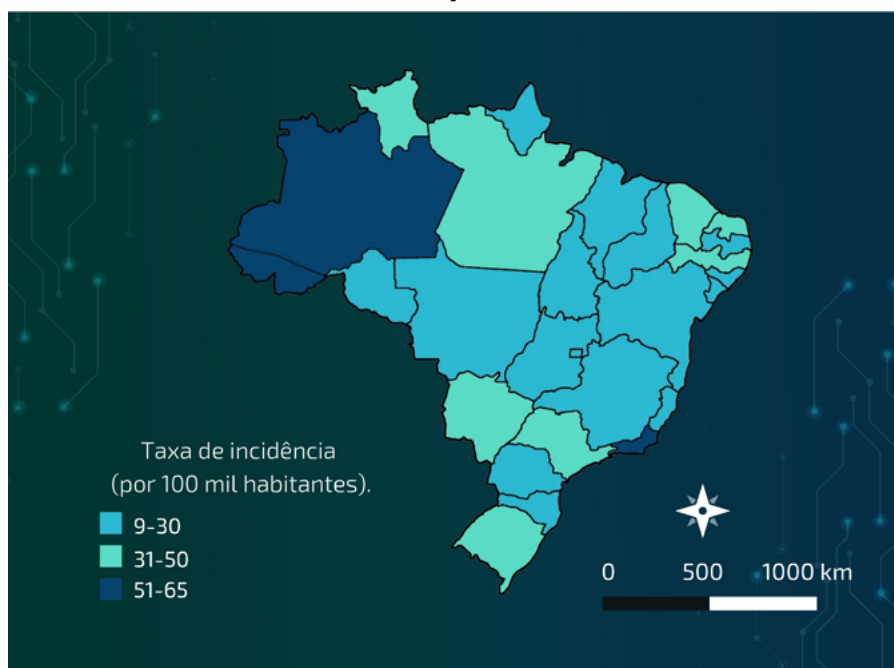 Taxa de incidência
(por 100 mil habitantes).
9-30
31-50
51-65
0 500 1000 km